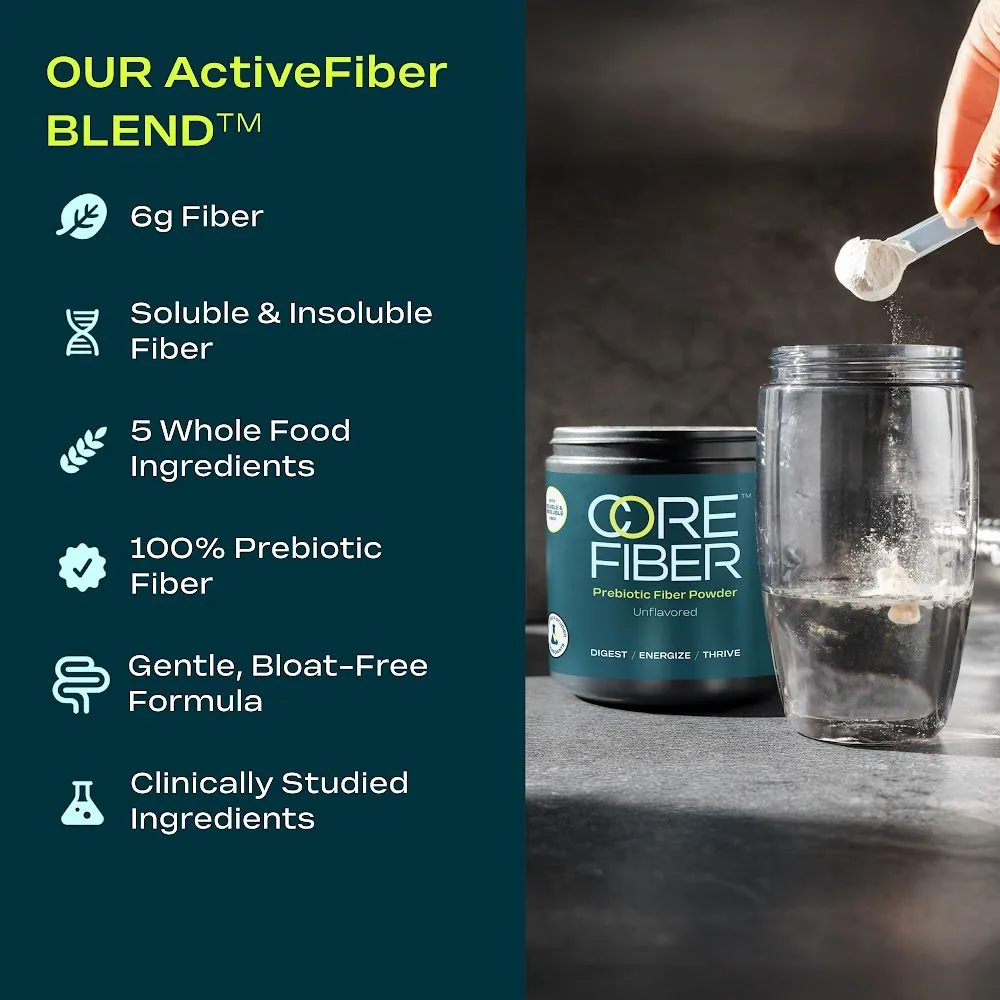 OUR ActiveFiber
BLEND™
6g Fiber
Soluble & Insoluble
Fiber
5 Whole Food
Ingredients
100% Prebiotic
Fiber
Gentle, Bloat-Free
Formula
Clinically Studied
Ingredients
CORE™
FIBER
Prebiotic Fiber Powder
Unflavored
DIGEST / ENERGIZE / THRIVE